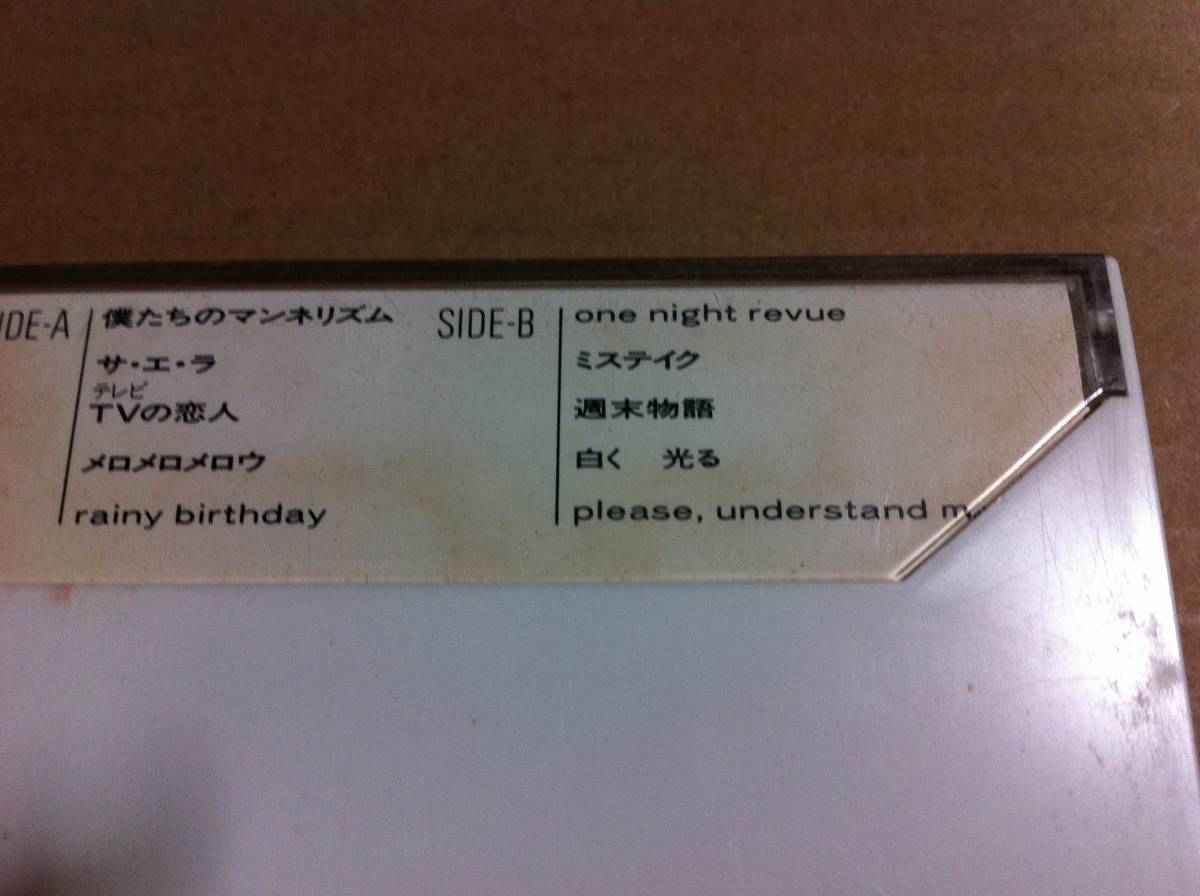 IDE-A
僕たちのマンネリズム
サ・エ・ラ
テレビ
TVの恋人
メロメロメロウ
rainy birthday
SIDE-B
one night revue
ミステイク
週末物語
白く 光る
please, understand m...